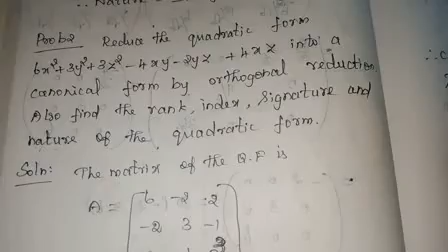 ∴ Nature
Prob2 Reduce the quadratic form
6x²+3y²+3z²-4xy-2yz+4xz into a
canonical form by orthogonal reduction
Also find the rank, index, signature and
nature of the quadratic form.
Soln: The matrix of the Q.F is
A = [6 -2 2
-2 3 -1